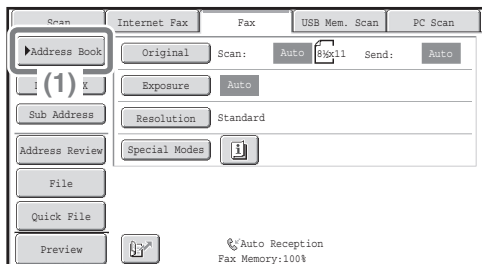 Scan Internet Fax Fax USB Mem. Scan PC Scan
Address Book Original Scan: Auto 8½x11 Send: Auto
(1) X Exposure Auto
Sub Address Resolution Standard
Address Review Special Modes
File
Quick File
Preview Auto Reception
Fax Memory:100%